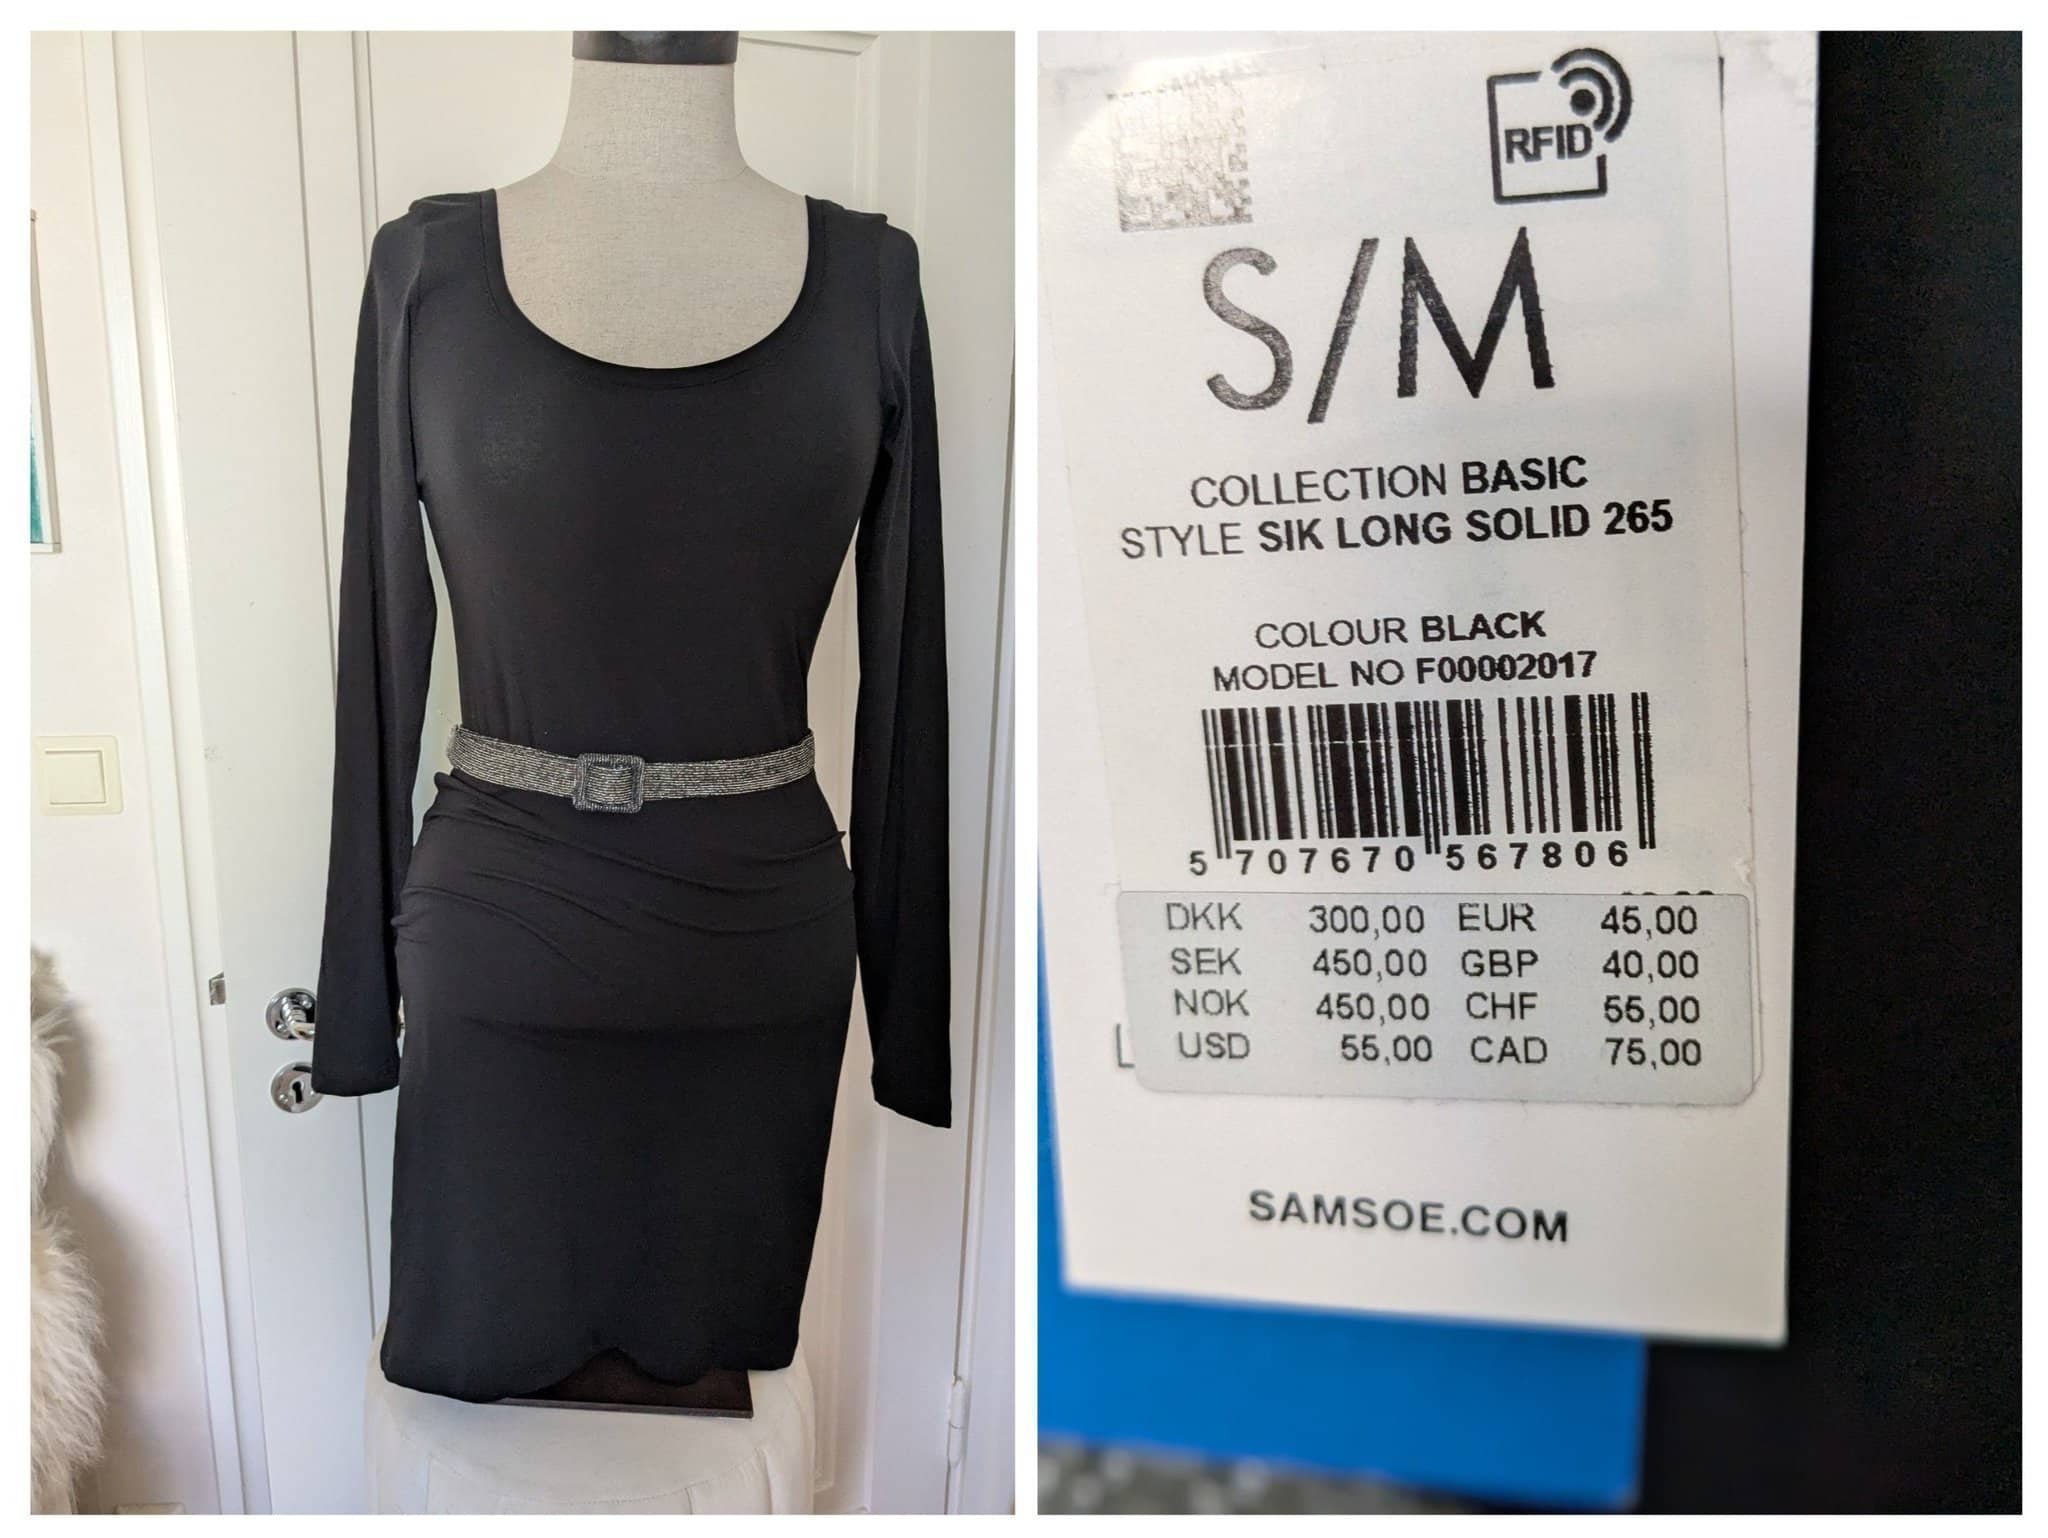 RFID
S/M
COLLECTION BASIC
STYLE SIK LONG SOLID 265
COLOUR BLACK
MODEL NO F00002017
5 707670 567806
DKK 300,00 EUR 45,00
SEK 450,00 GBP 40,00
NOK 450,00 CHF 55,00
USD 55,00 CAD 75,00
SAMSOE.COM